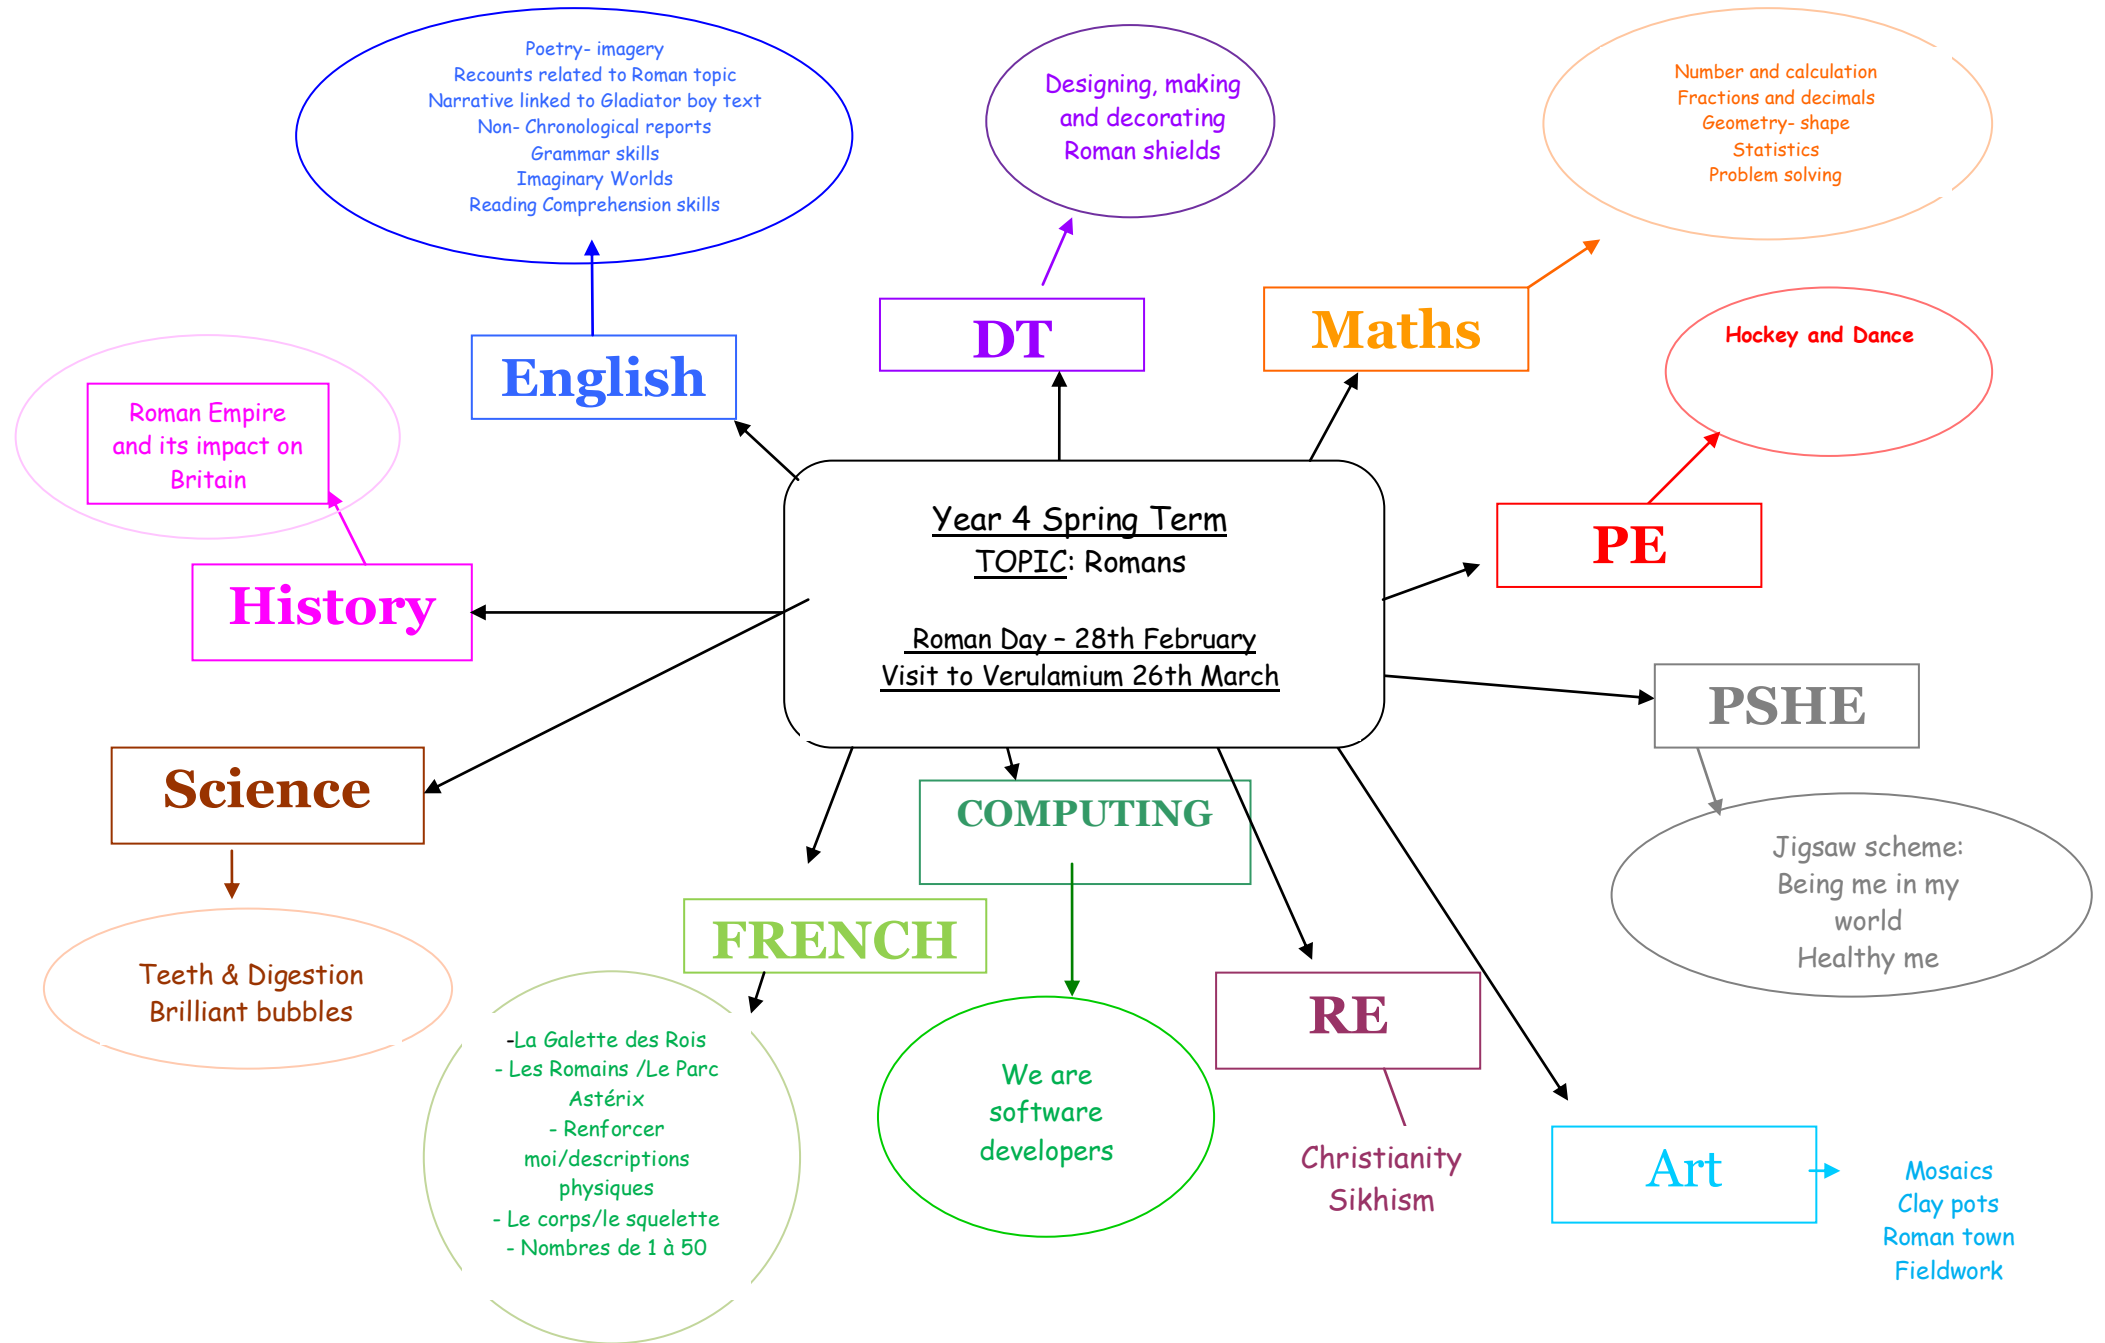 Poetry- imagery
Recounts related to Roman topic
Narrative linked to Gladiator boy text
Non- Chronological reports
Grammar skills
Imaginary Worlds
Reading Comprehension skills
Designing, making
and decorating
Roman shields
Number and calculation
Fractions and decimals
Geometry- shape
Statistics
Problem solving
English
DT
Maths
Hockey and Dance
Roman Empire
and its impact on
Britain
History
Year 4 Spring Term
TOPIC: Romans
Roman Day – 28th February
Visit to Verulamium 26th March
PE
PSHE
Jigsaw scheme:
Being me in my
world
Healthy me
Science
Teeth & Digestion
Brilliant bubbles
FRENCH
-La Galette des Rois
- Les Romains /Le Parc
Astérix
- Renforcer
moi/descriptions
physiques
- Le corps/le squelette
- Nombres de 1 à 50
COMPUTING
We are
software
developers
RE
Christianity
Sikhism
Art
Mosaics
Clay pots
Roman town
Fieldwork